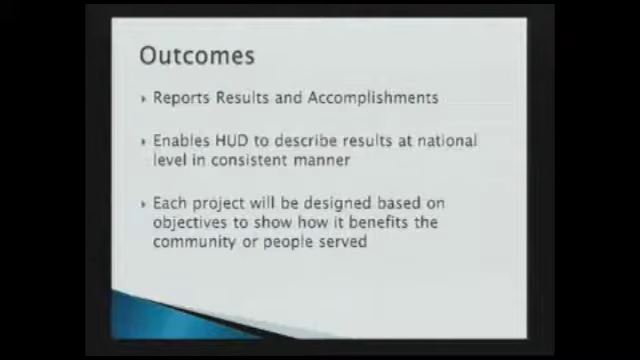 Outcomes
Reports Results and Accomplishments
Enables HUD to describe results at national
level in consistent manner
Each project will be designed based on
objectives to show how it benefits the
community or people served